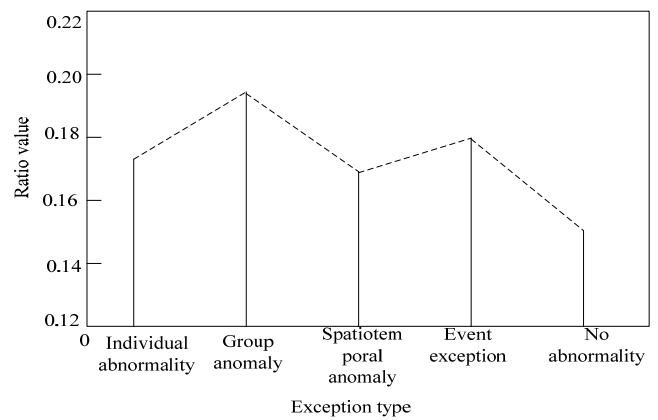 0.22
0.20
0.18
0.16
0.14
0.12
Ratio value
0
Individual
abnormality
Group
anomaly
Spatiotem
poral
anomaly
Event
exception
No
abnormality
Exception type